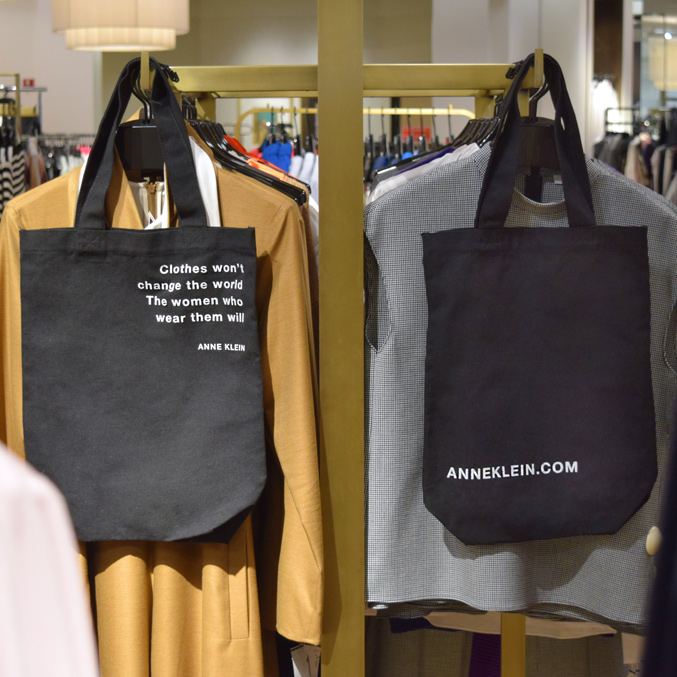 Clothes won't
change the world
The women who
wear them will
ANNE KLEIN
ANNEKLEIN.COM